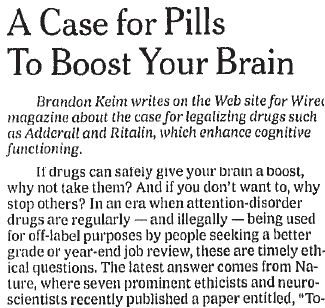 A Case for Pills
To Boost Your Brain
Brandon Keim writes on the Web site for Wired
magazine about the case for legalizing drugs such
as Adderall and Ritalin, which enhance cognitive
functioning.
If drugs can safely give your brain a boost,
why not take them? And if you don't want to, why
stop others? In an era when attention-disorder
drugs are regularly — and illegally — being used
for off-label purposes by people seeking a better
grade or year-end job review, these are timely eth-
ical questions. The latest answer comes from Na-
ture, where seven prominent ethicists and neuro-
scientists recently published a paper entitled, "To-